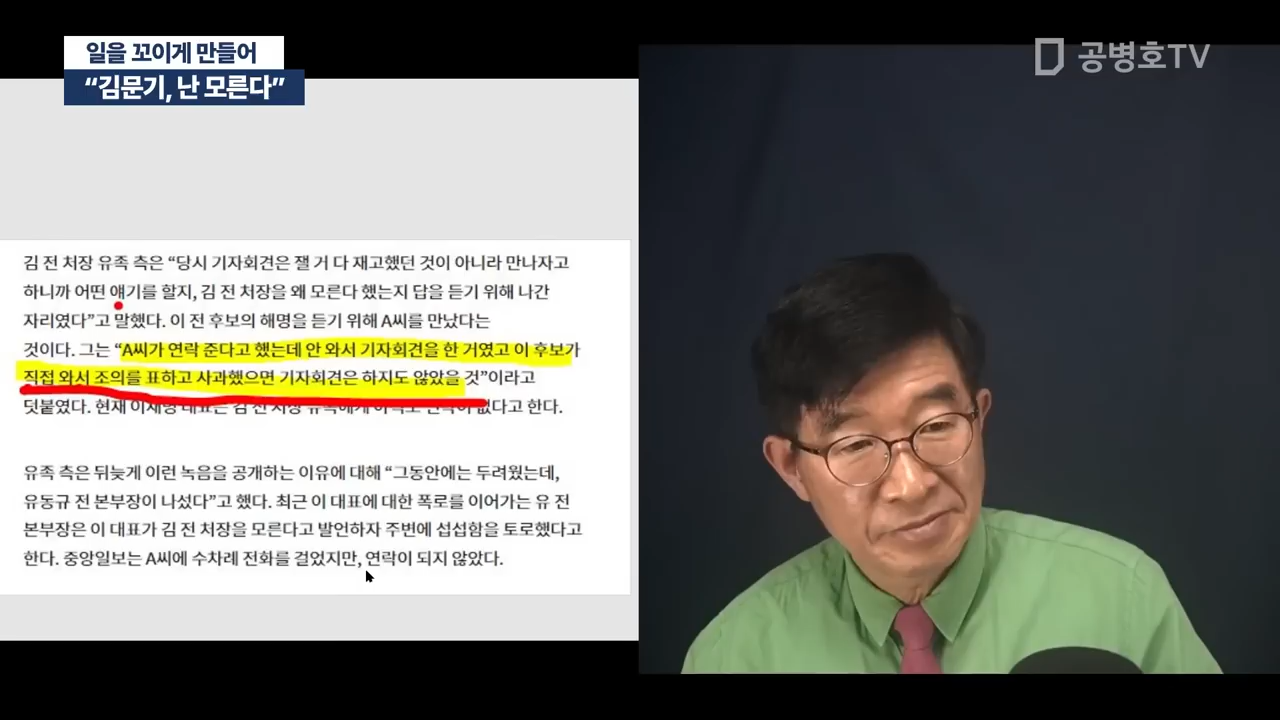 일을 꼬이게 만들어
“김문기, 난 모른다”
공병호TV
김 전 처장 유족 측은 “당시 기자회견은 잴 거 다 재고했던 것이 아니라 만나자고
하니까 어떤 얘기를 할지, 김 전 처장을 왜 모른다 했는지 답을 듣기 위해 나간
자리였다”고 말했다. 이 전 후보의 해명을 듣기 위해 A씨를 만났다는
것이다. 그는 “A씨가 연락 준다고 했는데 안 와서 기자회견을 한 거였고 이 후보가
직접 와서 조의를 표하고 사과했으면 기자회견은 하지도 않았을 것”이라고
덧붙였다. 현재 이재명 대표는 김 전 처장 유족에게 없다고 한다.
유족 측은 뒤늦게 이런 녹음을 공개하는 이유에 대해 “그동안에는 두려웠는데,
유동규 전 본부장이 나섰다”고 했다. 최근 이 대표에 대한 폭로를 이어가는 유 전
본부장은 이 대표가 김 전 처장을 모른다고 발언하자 주변에 섭섭함을 토로했다고
한다. 중앙일보는 A씨에 수차례 전화를 걸었지만, 연락이 되지 않았다.